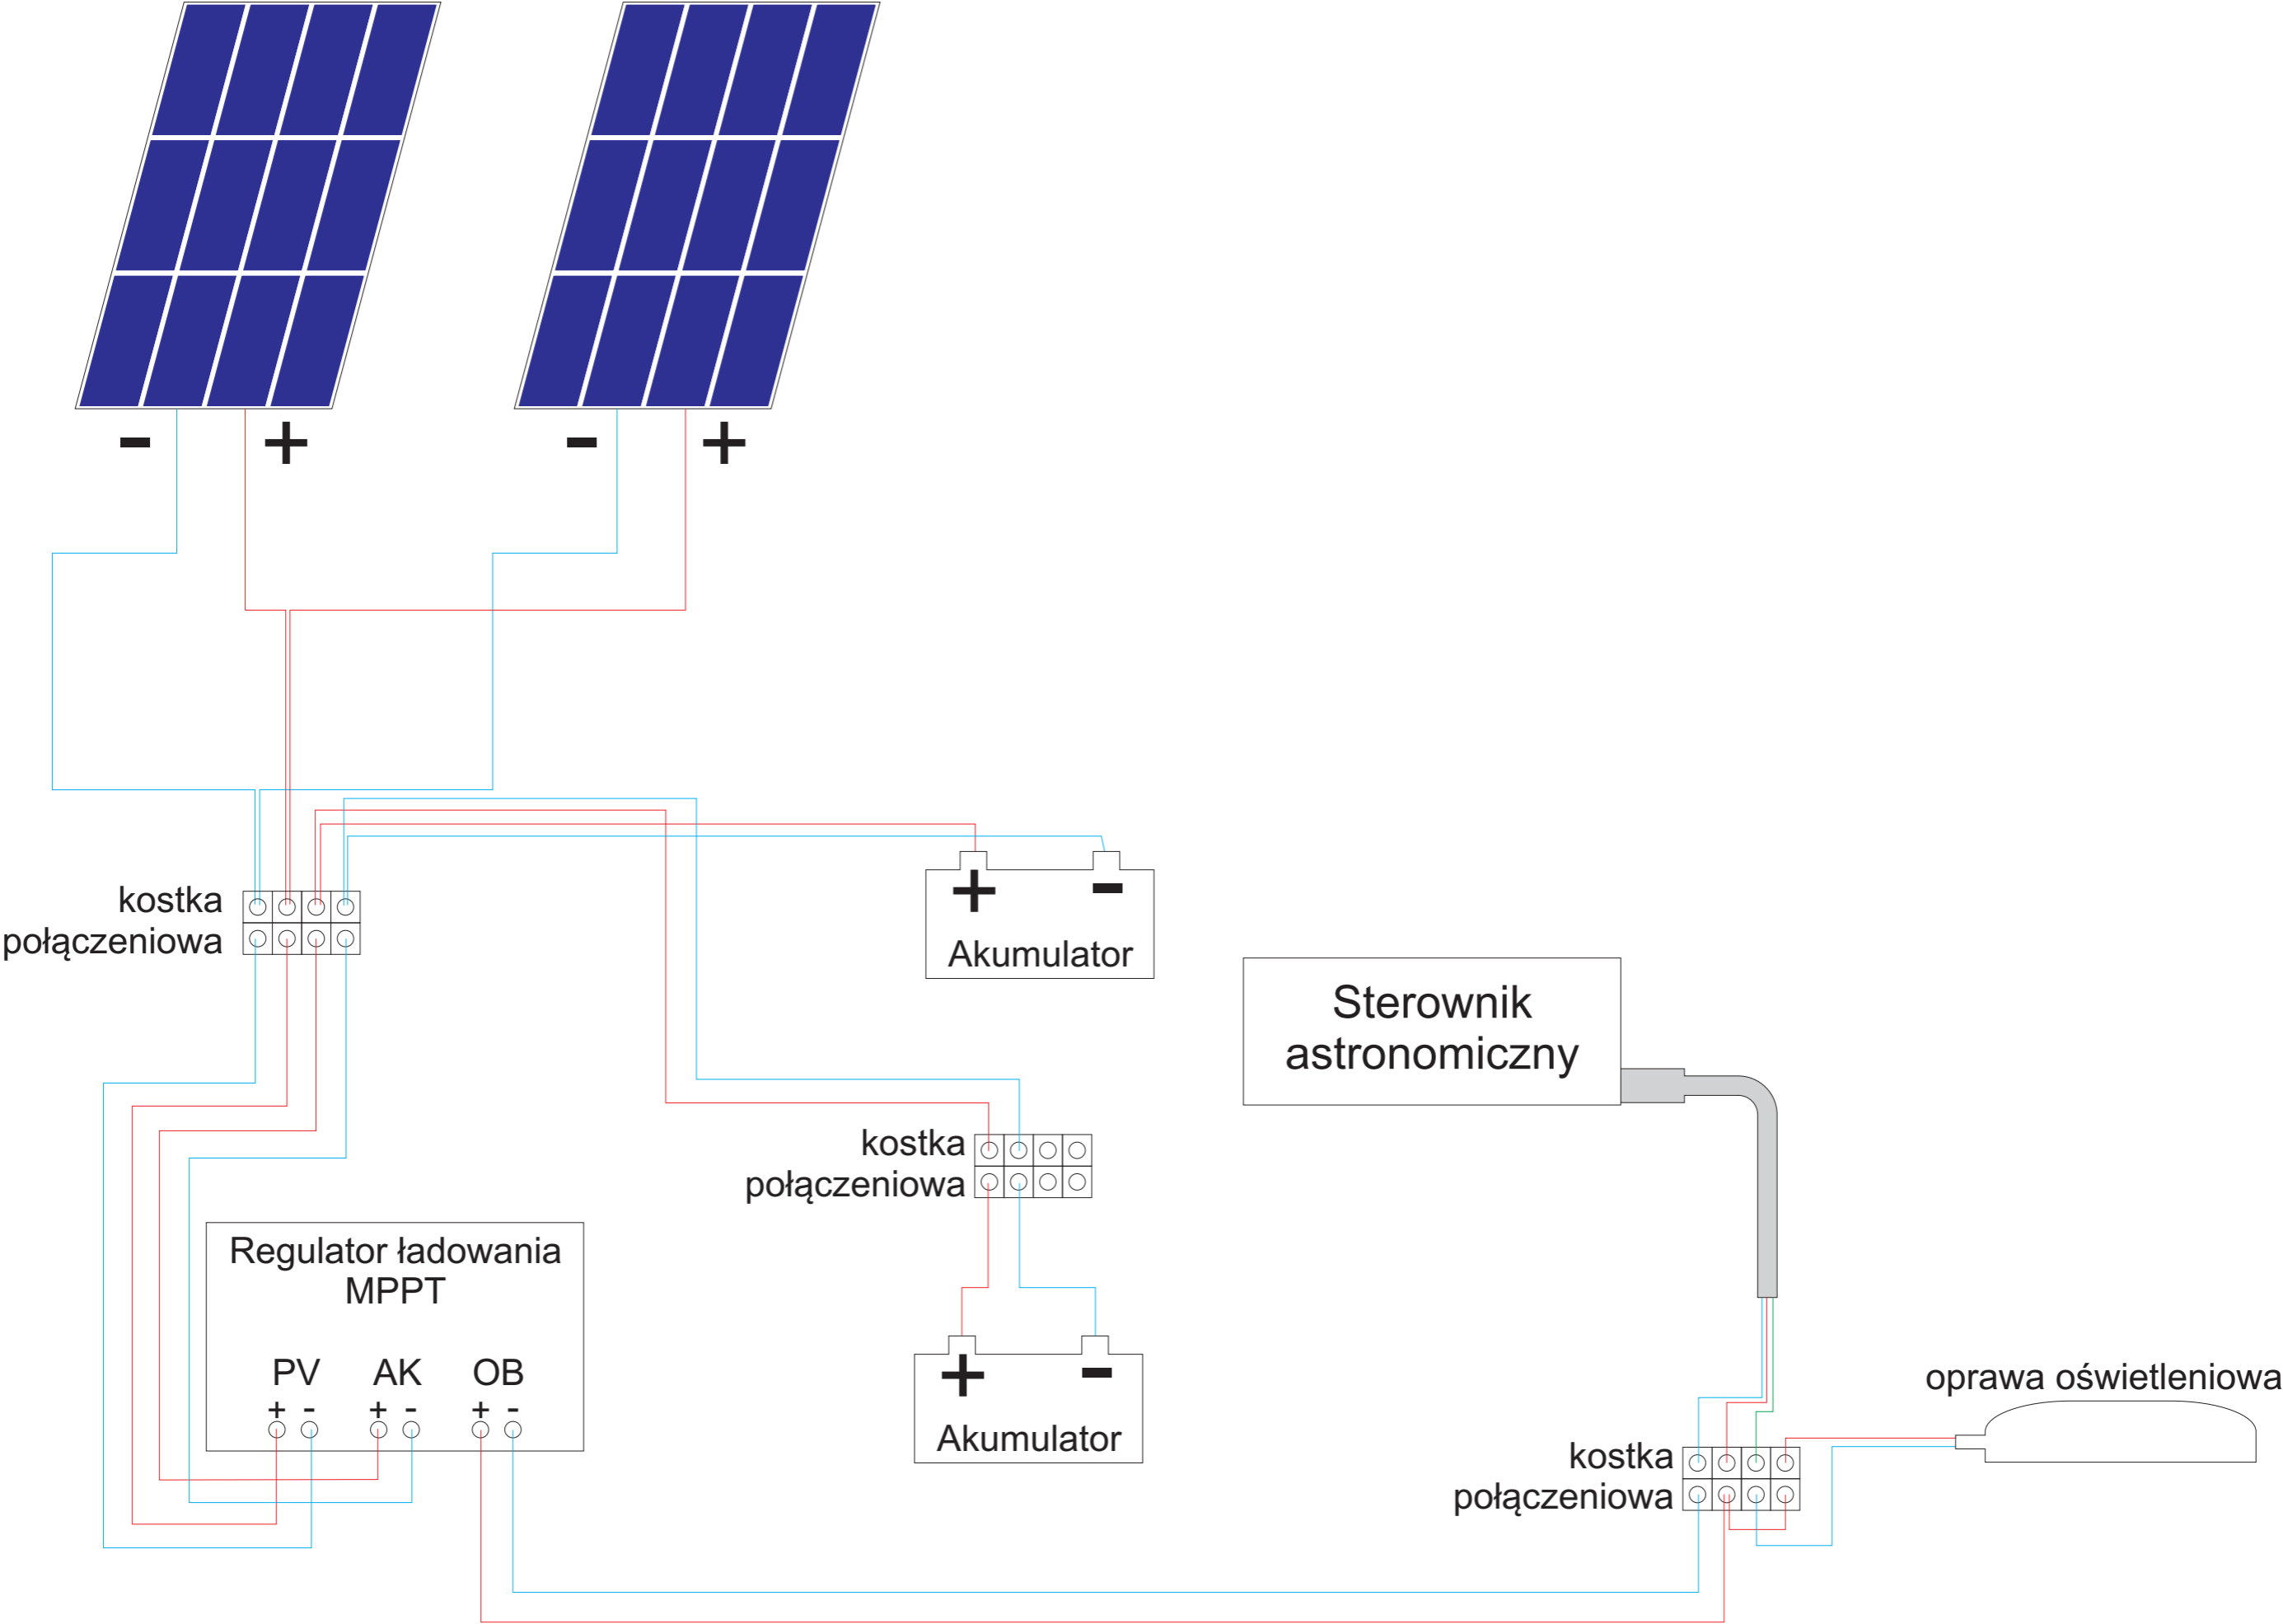 - +
- +
kostka
połączeniowa
+ -
Akumulator
Sterownik
astronomiczny
kostka
połączeniowa
Regulator ładowania
MPPT
PV AK OB
+ - + - + -
+ -
Akumulator
oprawa oświetleniowa
kostka
połączeniowa